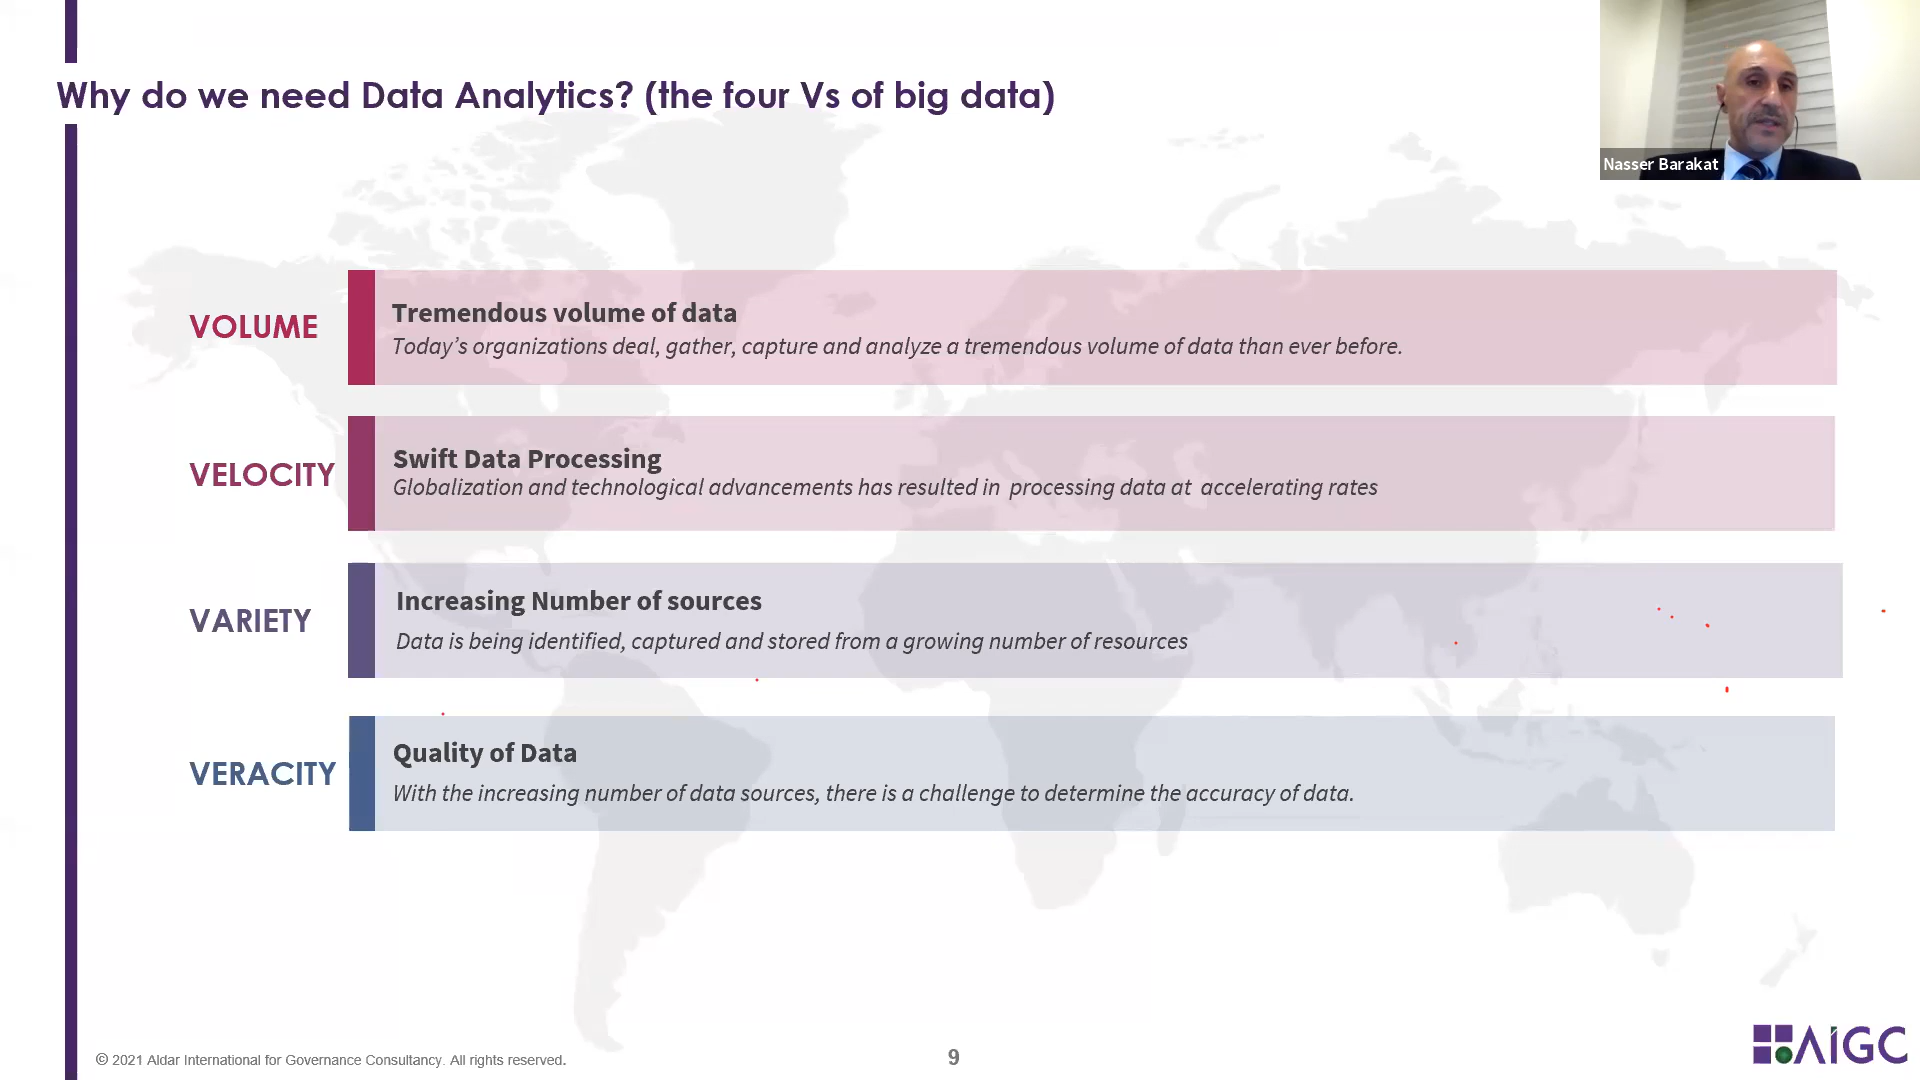 Why do we need Data Analytics? (the four Vs of big data)
Nasser Barakat
VOLUME
Tremendous volume of data
Today’s organizations deal, gather, capture and analyze a tremendous volume of data than ever before.
VELOCITY
Swift Data Processing
Globalization and technological advancements has resulted in processing data at accelerating rates
VARIETY
Increasing Number of sources
Data is being identified, captured and stored from a growing number of resources
VERACITY
Quality of Data
With the increasing number of data sources, there is a challenge to determine the accuracy of data.
© 2021 Aldar International for Governance Consultancy. All rights reserved.
9
AIGC